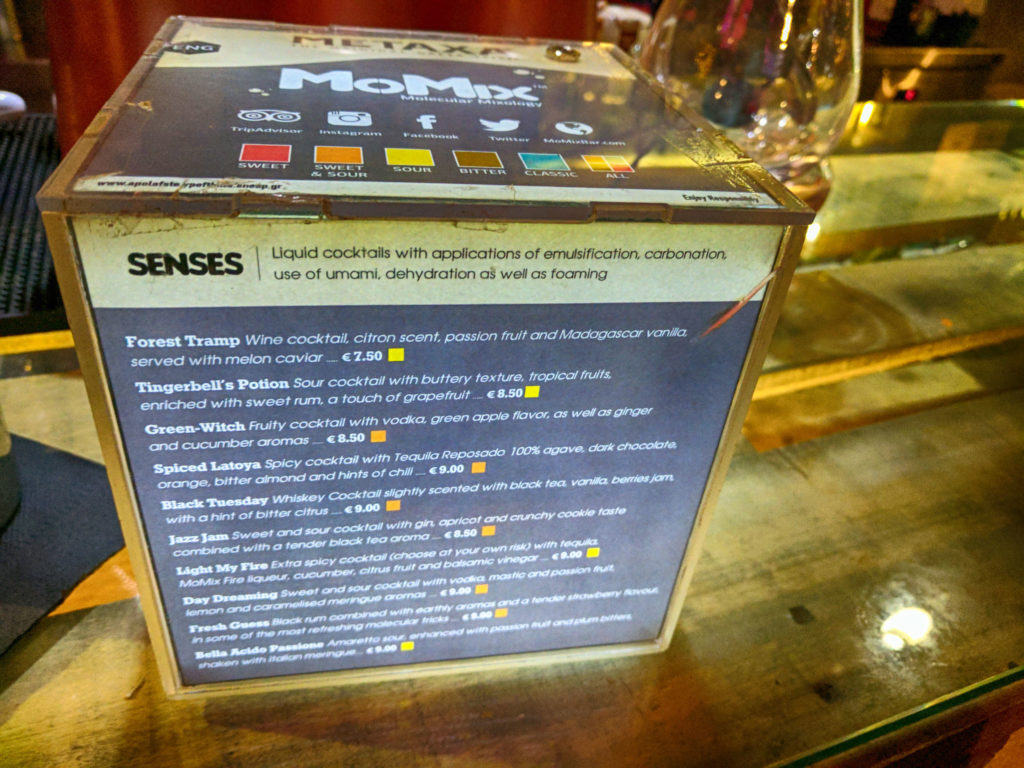 ENG
METAXA
MoMix™
Molecular Mixology
TripAdvisor Instagram Facebook Twitter MoMixBar.com
SWEET SWEET & SOUR SOUR BITTER CLASSIC ALL
Enjoy Responsibly
SENSES
Liquid cocktails with applications of emulsification, carbonation,
use of umami, dehydration as well as foaming
Forest Tramp Wine cocktail, citron scent, passion fruit and Madagascar vanilla,
served with melon caviar .... € 7.50
Tingerbell's Potion Sour cocktail with buttery texture, tropical fruits,
enriched with sweet rum, a touch of grapefruit .... € 8.50
Green-Witch Fruity cocktail with vodka, green apple flavor, as well as ginger
and cucumber aromas .... € 8.50
Spiced Latoya Spicy cocktail with Tequila Reposado 100% agave, dark chocolate,
orange, bitter almond and hints of chili .... € 9.00
Black Tuesday Whiskey Cocktail slightly scented with black tea, vanilla, berries jam,
with a hint of bitter citrus .... € 9.00
Jazz Jam Sweet and sour cocktail with gin, apricot and crunchy cookie taste
combined with a tender black tea aroma .... € 8.50
Light My Fire Extra spicy cocktail (choose at your own risk) with tequila,
MoMix Fire liqueur, cucumber, citrus fruit and balsamic vinegar .... € 9.00
Day Dreaming Sweet and sour cocktail with vodka, mastic and passion fruit,
lemon and caramelised meringue aromas .... € 9.00
Fresh Guess Black rum combined with earthly aromas and a tender strawberry flavour,
in some of the most refreshing molecular tricks .... € 9.00
Bella Acido Passione Amaretto sour, enhanced with passion fruit and plum bitters,
shaken with italian meringue.... € 9.00